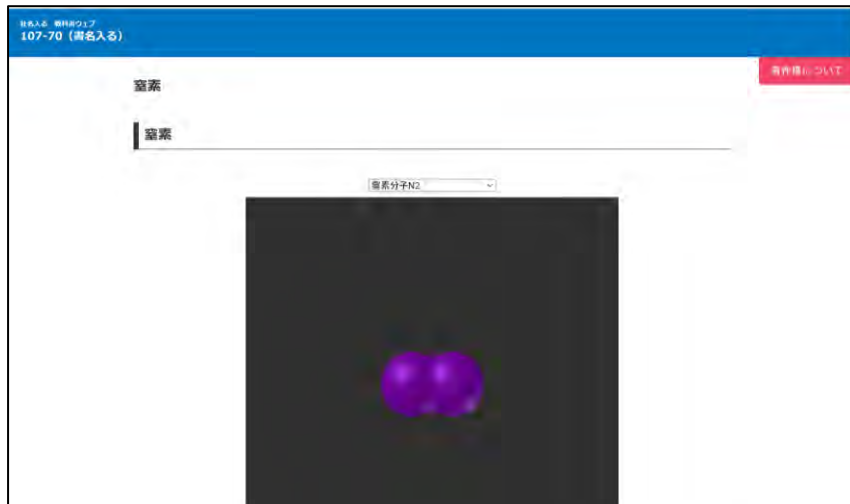 社名入る 教科書ウェブ
107-70（書名入る）
著作権について
窒素
窒素
窒素分子N2